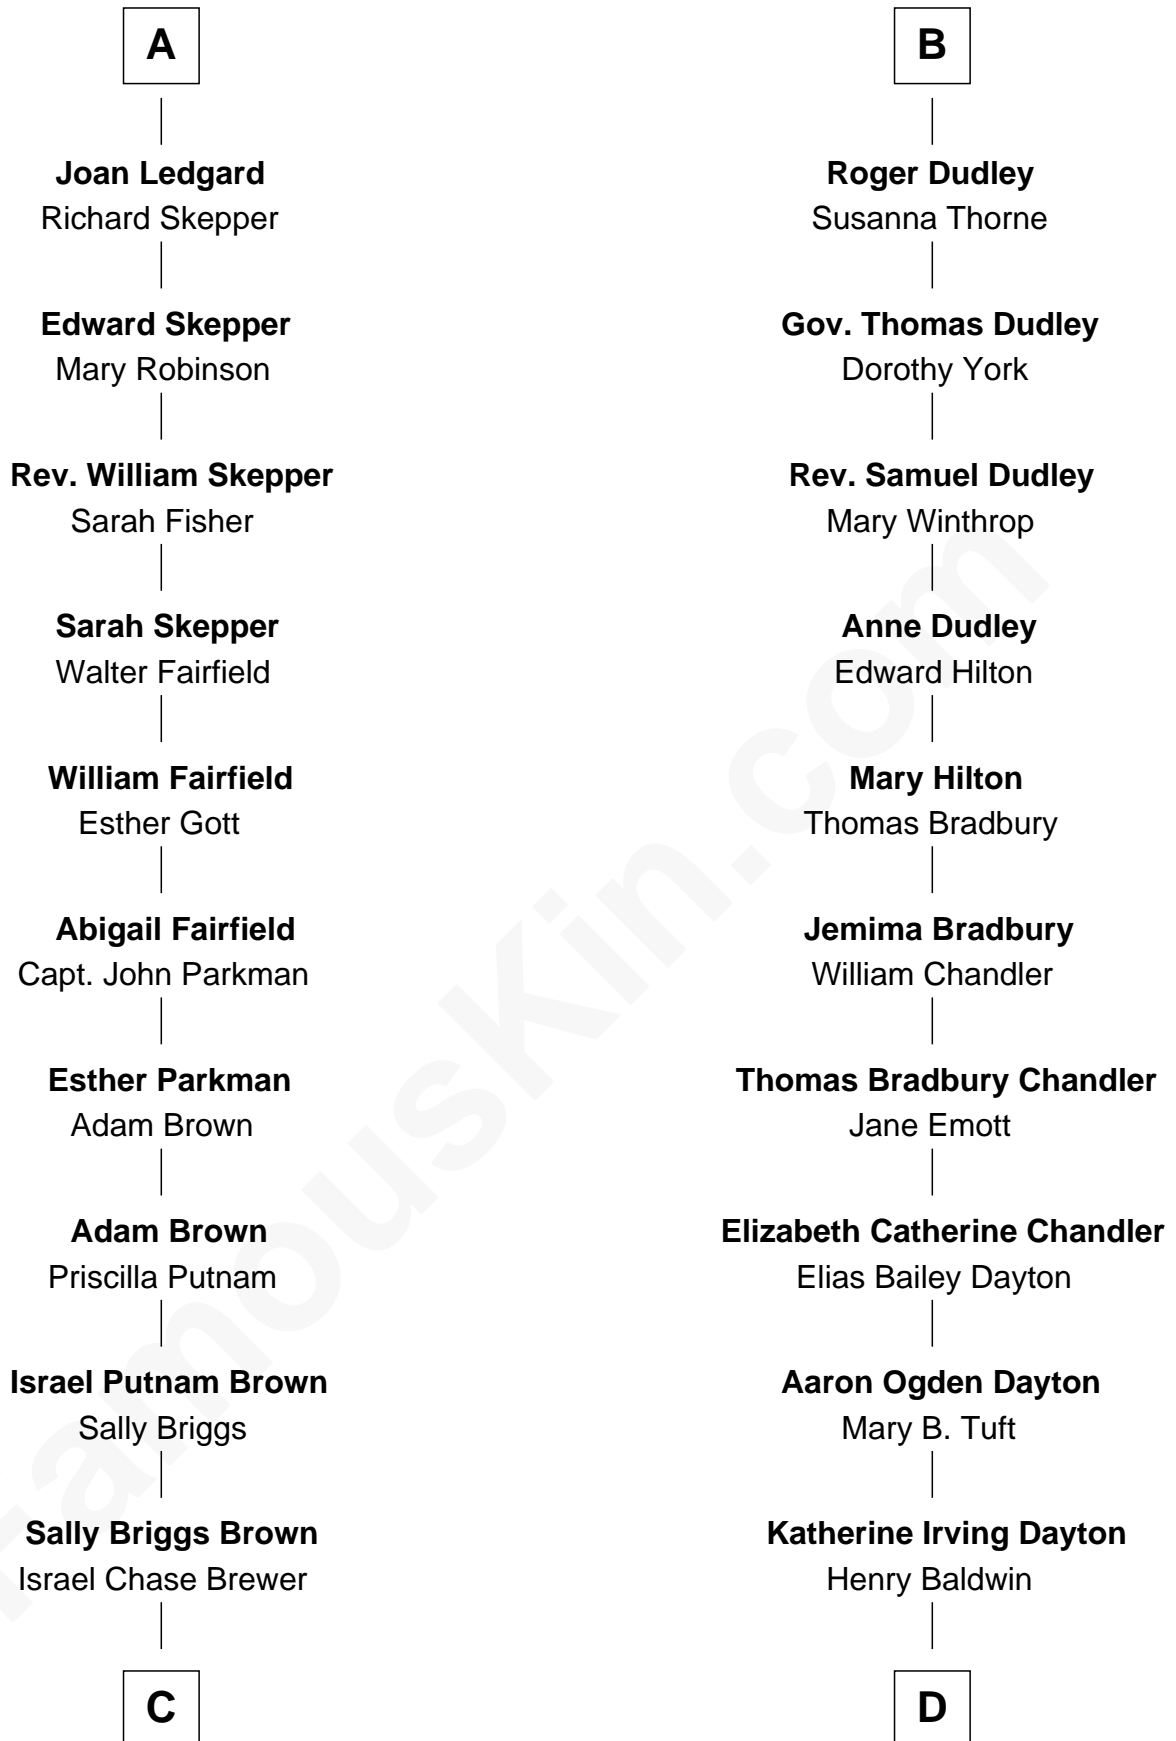 A
Joan Ledgard
Richard Skepper
Edward Skepper
Mary Robinson
Rev. William Skepper
Sarah Fisher
Sarah Skepper
Walter Fairfield
William Fairfield
Esther Gott
Abigail Fairfield
Capt. John Parkman
Esther Parkman
Adam Brown
Adam Brown
Priscilla Putnam
Israel Putnam Brown
Sally Briggs
Sally Briggs Brown
Israel Chase Brewer
C
B
Roger Dudley
Susanna Thorne
Gov. Thomas Dudley
Dorothy York
Rev. Samuel Dudley
Mary Winthrop
Anne Dudley
Edward Hilton
Mary Hilton
Thomas Bradbury
Jemima Bradbury
William Chandler
Thomas Bradbury Chandler
Jane Emott
Elizabeth Catherine Chandler
Elias Bailey Dayton
Aaron Ogden Dayton
Mary B. Tuft
Katherine Irving Dayton
Henry Baldwin
D
FamousKin.com